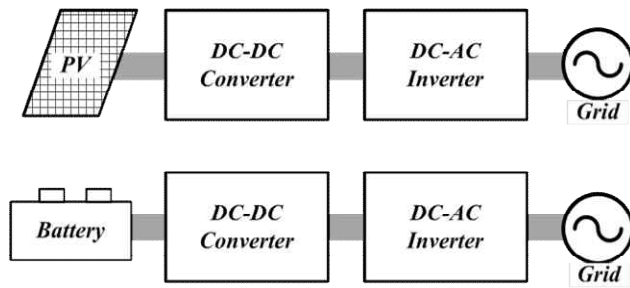 PV
DC-DC
Converter
DC-AC
Inverter
Grid
Battery
DC-DC
Converter
DC-AC
Inverter
Grid